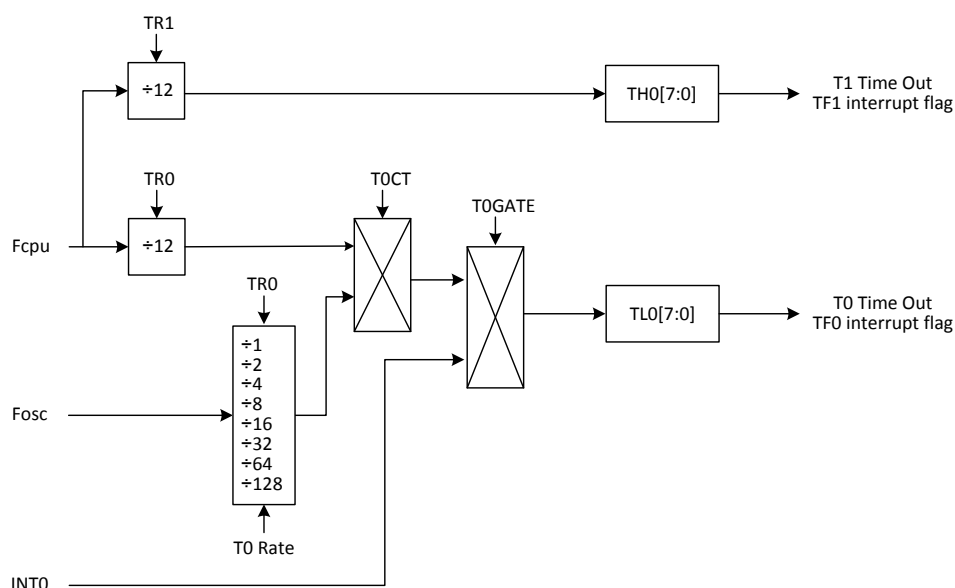 TR1
÷12
TH0[7:0]
T1 Time Out
TF1 interrupt flag
TR0
T0CT
T0GATE
Fcpu
÷12
TR0
TL0[7:0]
T0 Time Out
TF0 interrupt flag
÷1
÷2
÷4
÷8
÷16
÷32
÷64
÷128
Fosc
T0 Rate
INT0